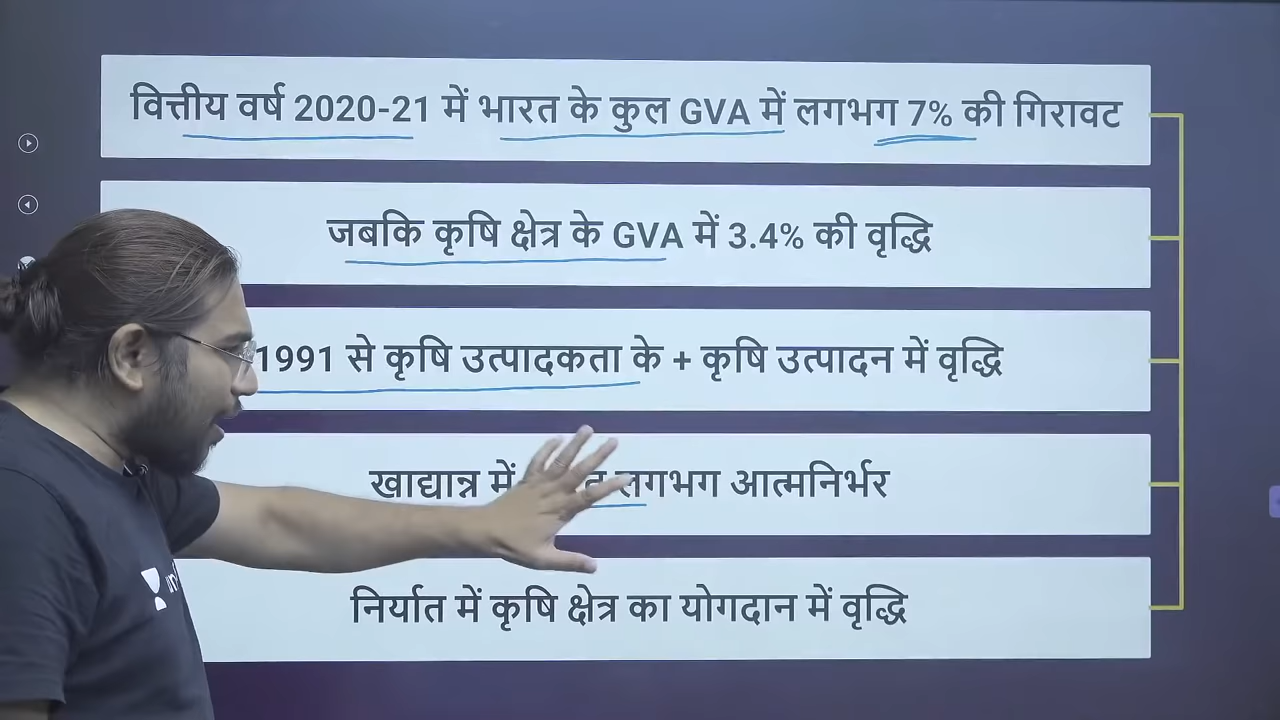 वित्तीय वर्ष 2020-21 में भारत के कुल GVA में लगभग 7% की गिरावट
जबकि कृषि क्षेत्र के GVA में 3.4% की वृद्धि
1991 से कृषि उत्पादकता के + कृषि उत्पादन में वृद्धि
खाद्यान्न में लगभग आत्मनिर्भर
निर्यात में कृषि क्षेत्र का योगदान में वृद्धि